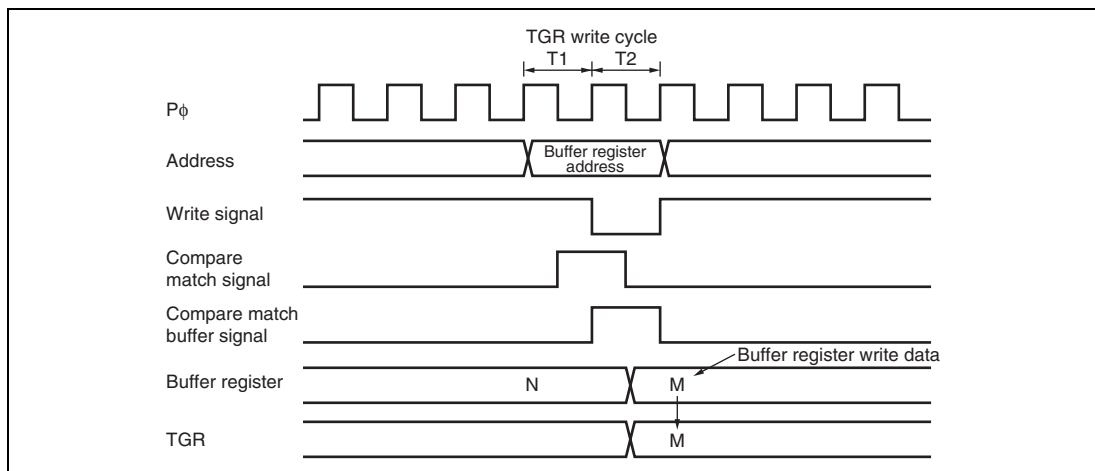 TGR write cycle
T1 T2
Pϕ
Address
Buffer register
address
Write signal
Compare
match signal
Compare match
buffer signal
Buffer register write data
Buffer register
N M
TGR
M